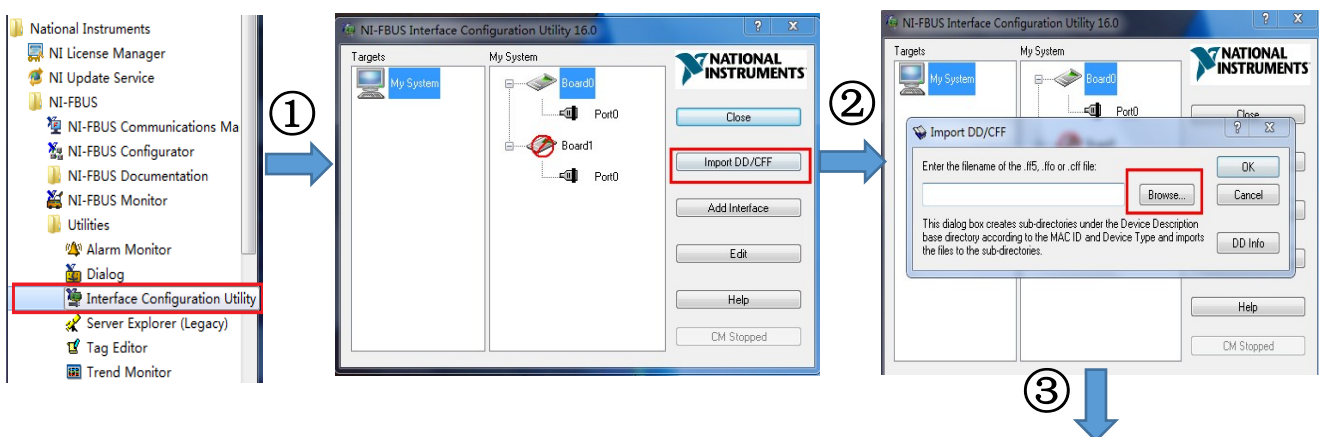 National Instruments
NI License Manager
NI Update Service
NI-FBUS
NI-FBUS Communications Ma
NI-FBUS Configurator
NI-FBUS Documentation
NI-FBUS Monitor
Utilities
Alarm Monitor
Dialog
Interface Configuration Utility
Server Explorer (Legacy)
Tag Editor
Trend Monitor
①
NI-FBUS Interface Configuration Utility 16.0
Targets
My System
My System
Board0
Port0
Board1
Port0
NATIONAL
INSTRUMENTS
Close
Import DD/CFF
Add Interface
Edit
Help
CM Stopped
②
NI-FBUS Interface Configuration Utility 16.0
Targets
My System
My System
Board0
Port0
NATIONAL
INSTRUMENTS
Close
Import DD/CFF
Enter the filename of the .ff5, .ffo or .cff file:
Browse...
OK
Cancel
This dialog box creates sub-directories under the Device Description
base directory according to the MAC ID and Device Type and imports
the files to the sub-directories.
DD Info
Help
CM Stopped
③